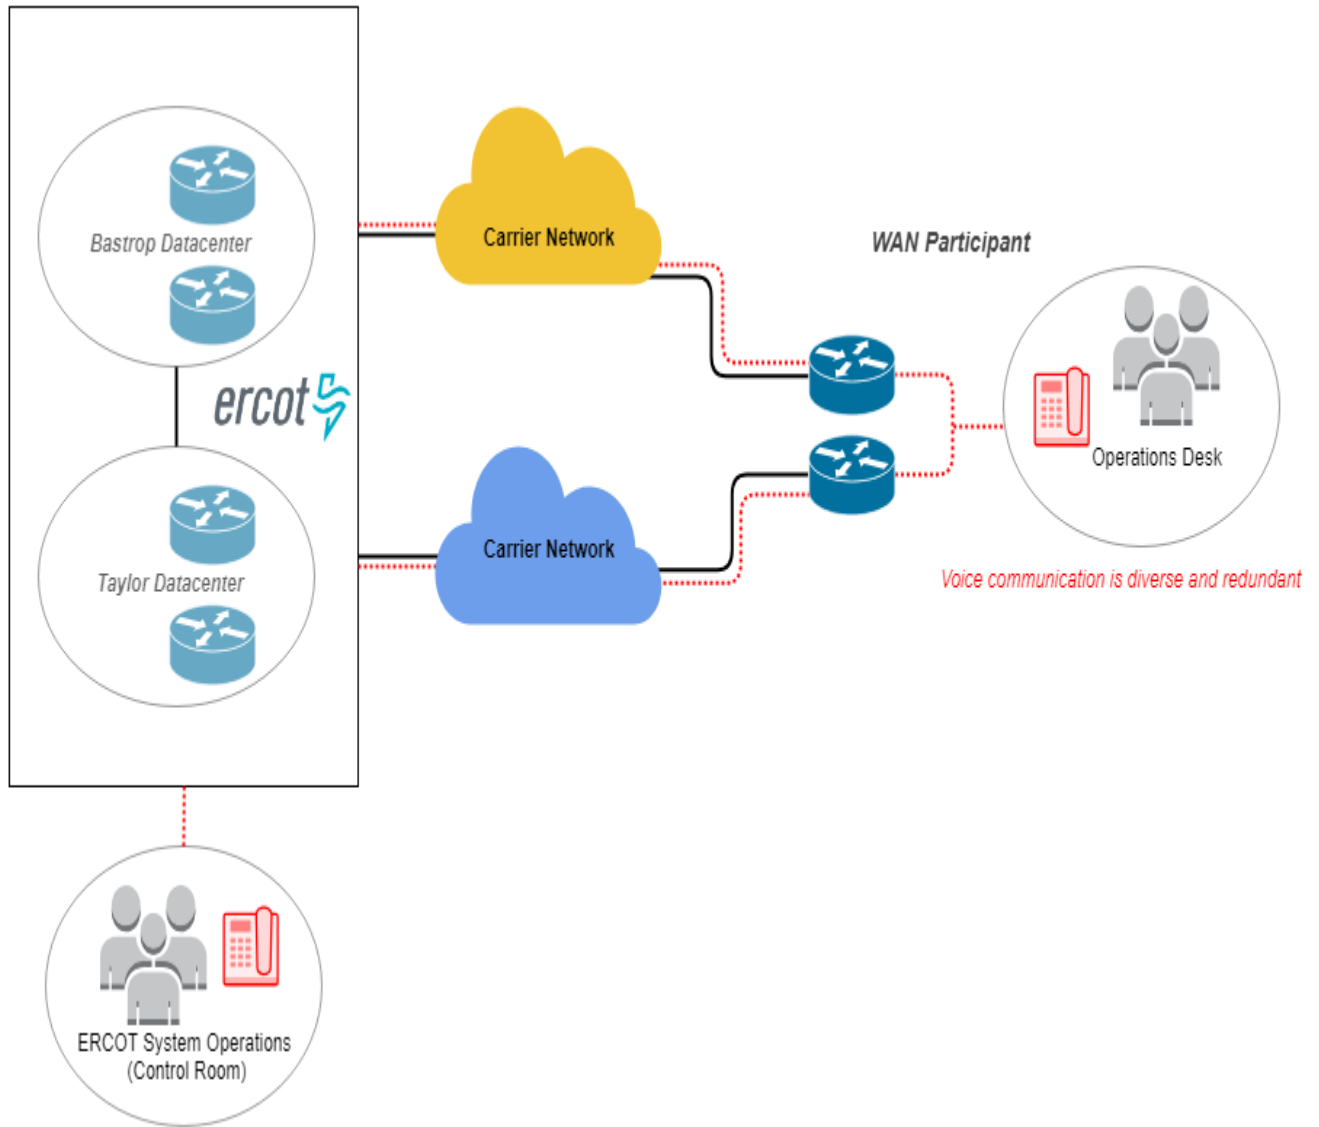 Bastrop Datacenter
ercot
Taylor Datacenter
Carrier Network
Carrier Network
WAN Participant
Operations Desk
Voice communication is diverse and redundant
ERCOT System Operations
(Control Room)